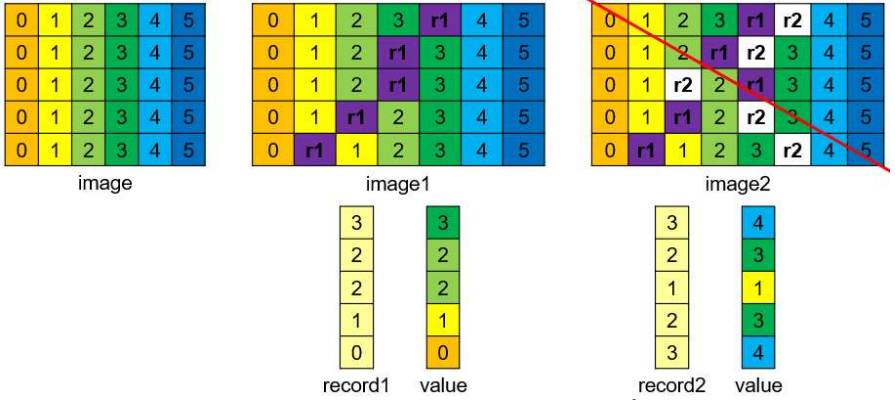 0 1 2 3 4 5 0 1 2 3 r1 4 5 0 1 2 3 r1 r2 4 5
0 1 2 3 4 5 0 1 2 r1 3 4 5 0 1 2 r1 r2 3 4 5
0 1 2 3 4 5 0 1 2 r1 3 4 5 0 1 r2 2 r1 3 4 5
0 1 2 3 4 5 0 1 r1 2 3 4 5 0 1 r1 2 r2 3 4 5
0 1 2 3 4 5 0 r1 1 2 3 4 5 0 r1 1 2 3 r2 4 5
image image1 image2
3 3 3 4
2 2 2 3
2 2 1 1
1 1 2 3
0 0 3 4
record1 value record2 value